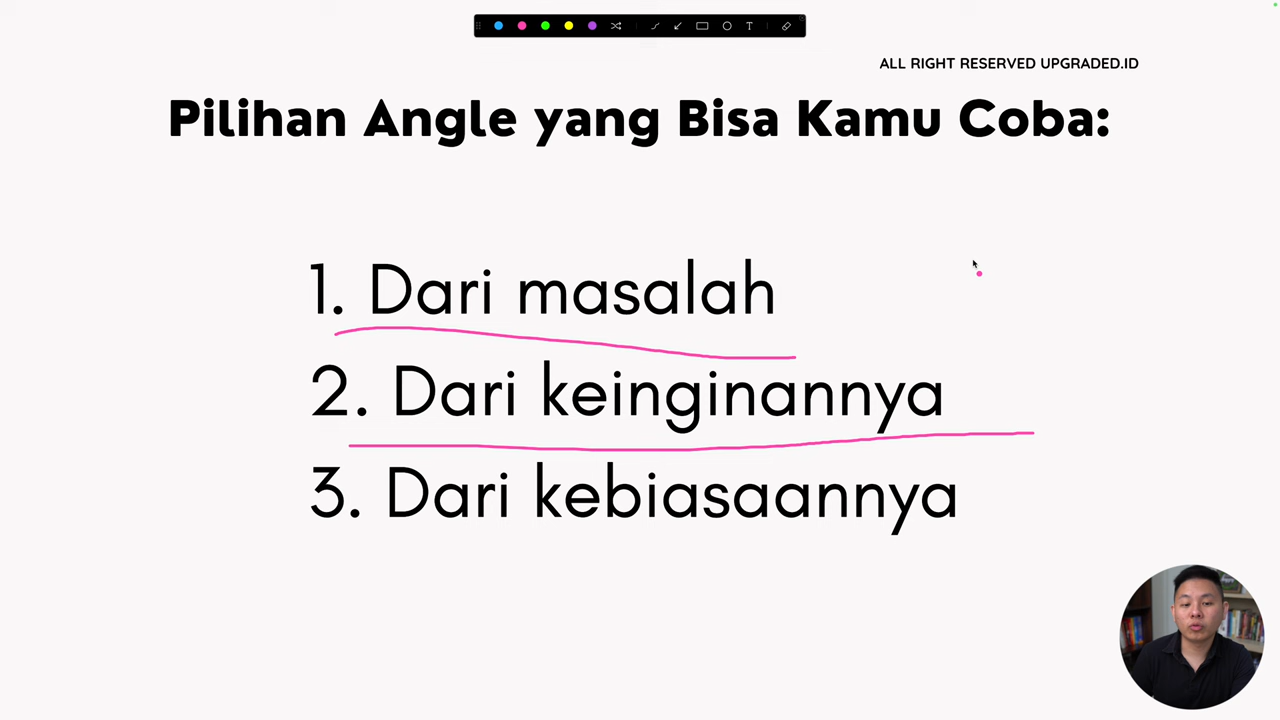 ALL RIGHT RESERVED UPGRADED.ID
Pilihan Angle yang Bisa Kamu Coba:
1. Dari masalah
2. Dari keinginannya
3. Dari kebiasaannya